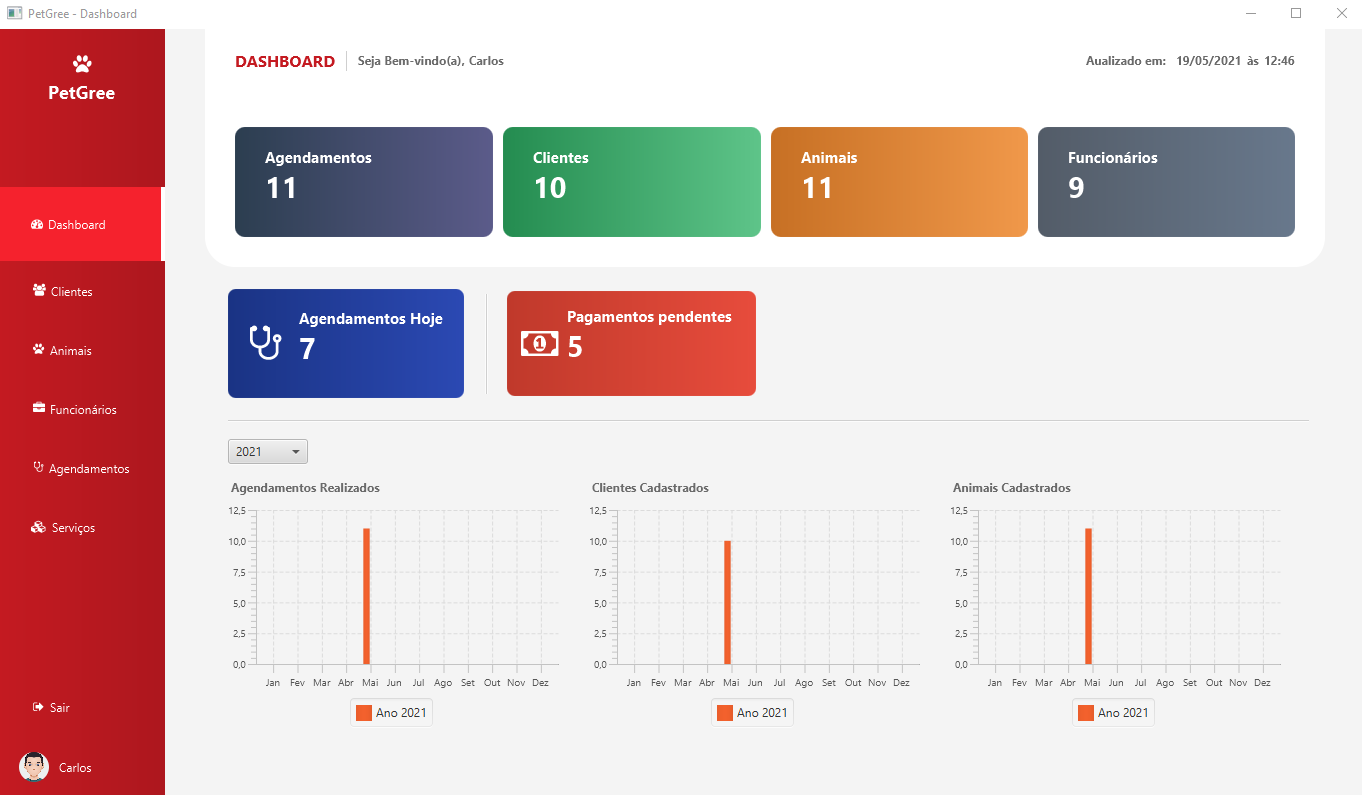 PetGree - Dashboard
PetGree
Dashboard
Clientes
Animais
Funcionários
Agendamentos
Serviços
Sair
Carlos
DASHBOARD Seja Bem-vindo(a), Carlos Aualizado em: 19/05/2021 às 12:46
Agendamentos
11
Clientes
10
Animais
11
Funcionários
9
Agendamentos Hoje
7
1
Pagamentos pendentes
5
2021
Agendamentos Realizados
12,5
10,0
7,5
5,0
2,5
0,0
Jan Fev Mar Abr Mai Jun Jul Ago Set Out Nov Dez
Ano 2021
Clientes Cadastrados
12,5
10,0
7,5
5,0
2,5
0,0
Jan Fev Mar Abr Mai Jun Jul Ago Set Out Nov Dez
Ano 2021
Animais Cadastrados
12,5
10,0
7,5
5,0
2,5
0,0
Jan Fev Mar Abr Mai Jun Jul Ago Set Out Nov Dez
Ano 2021